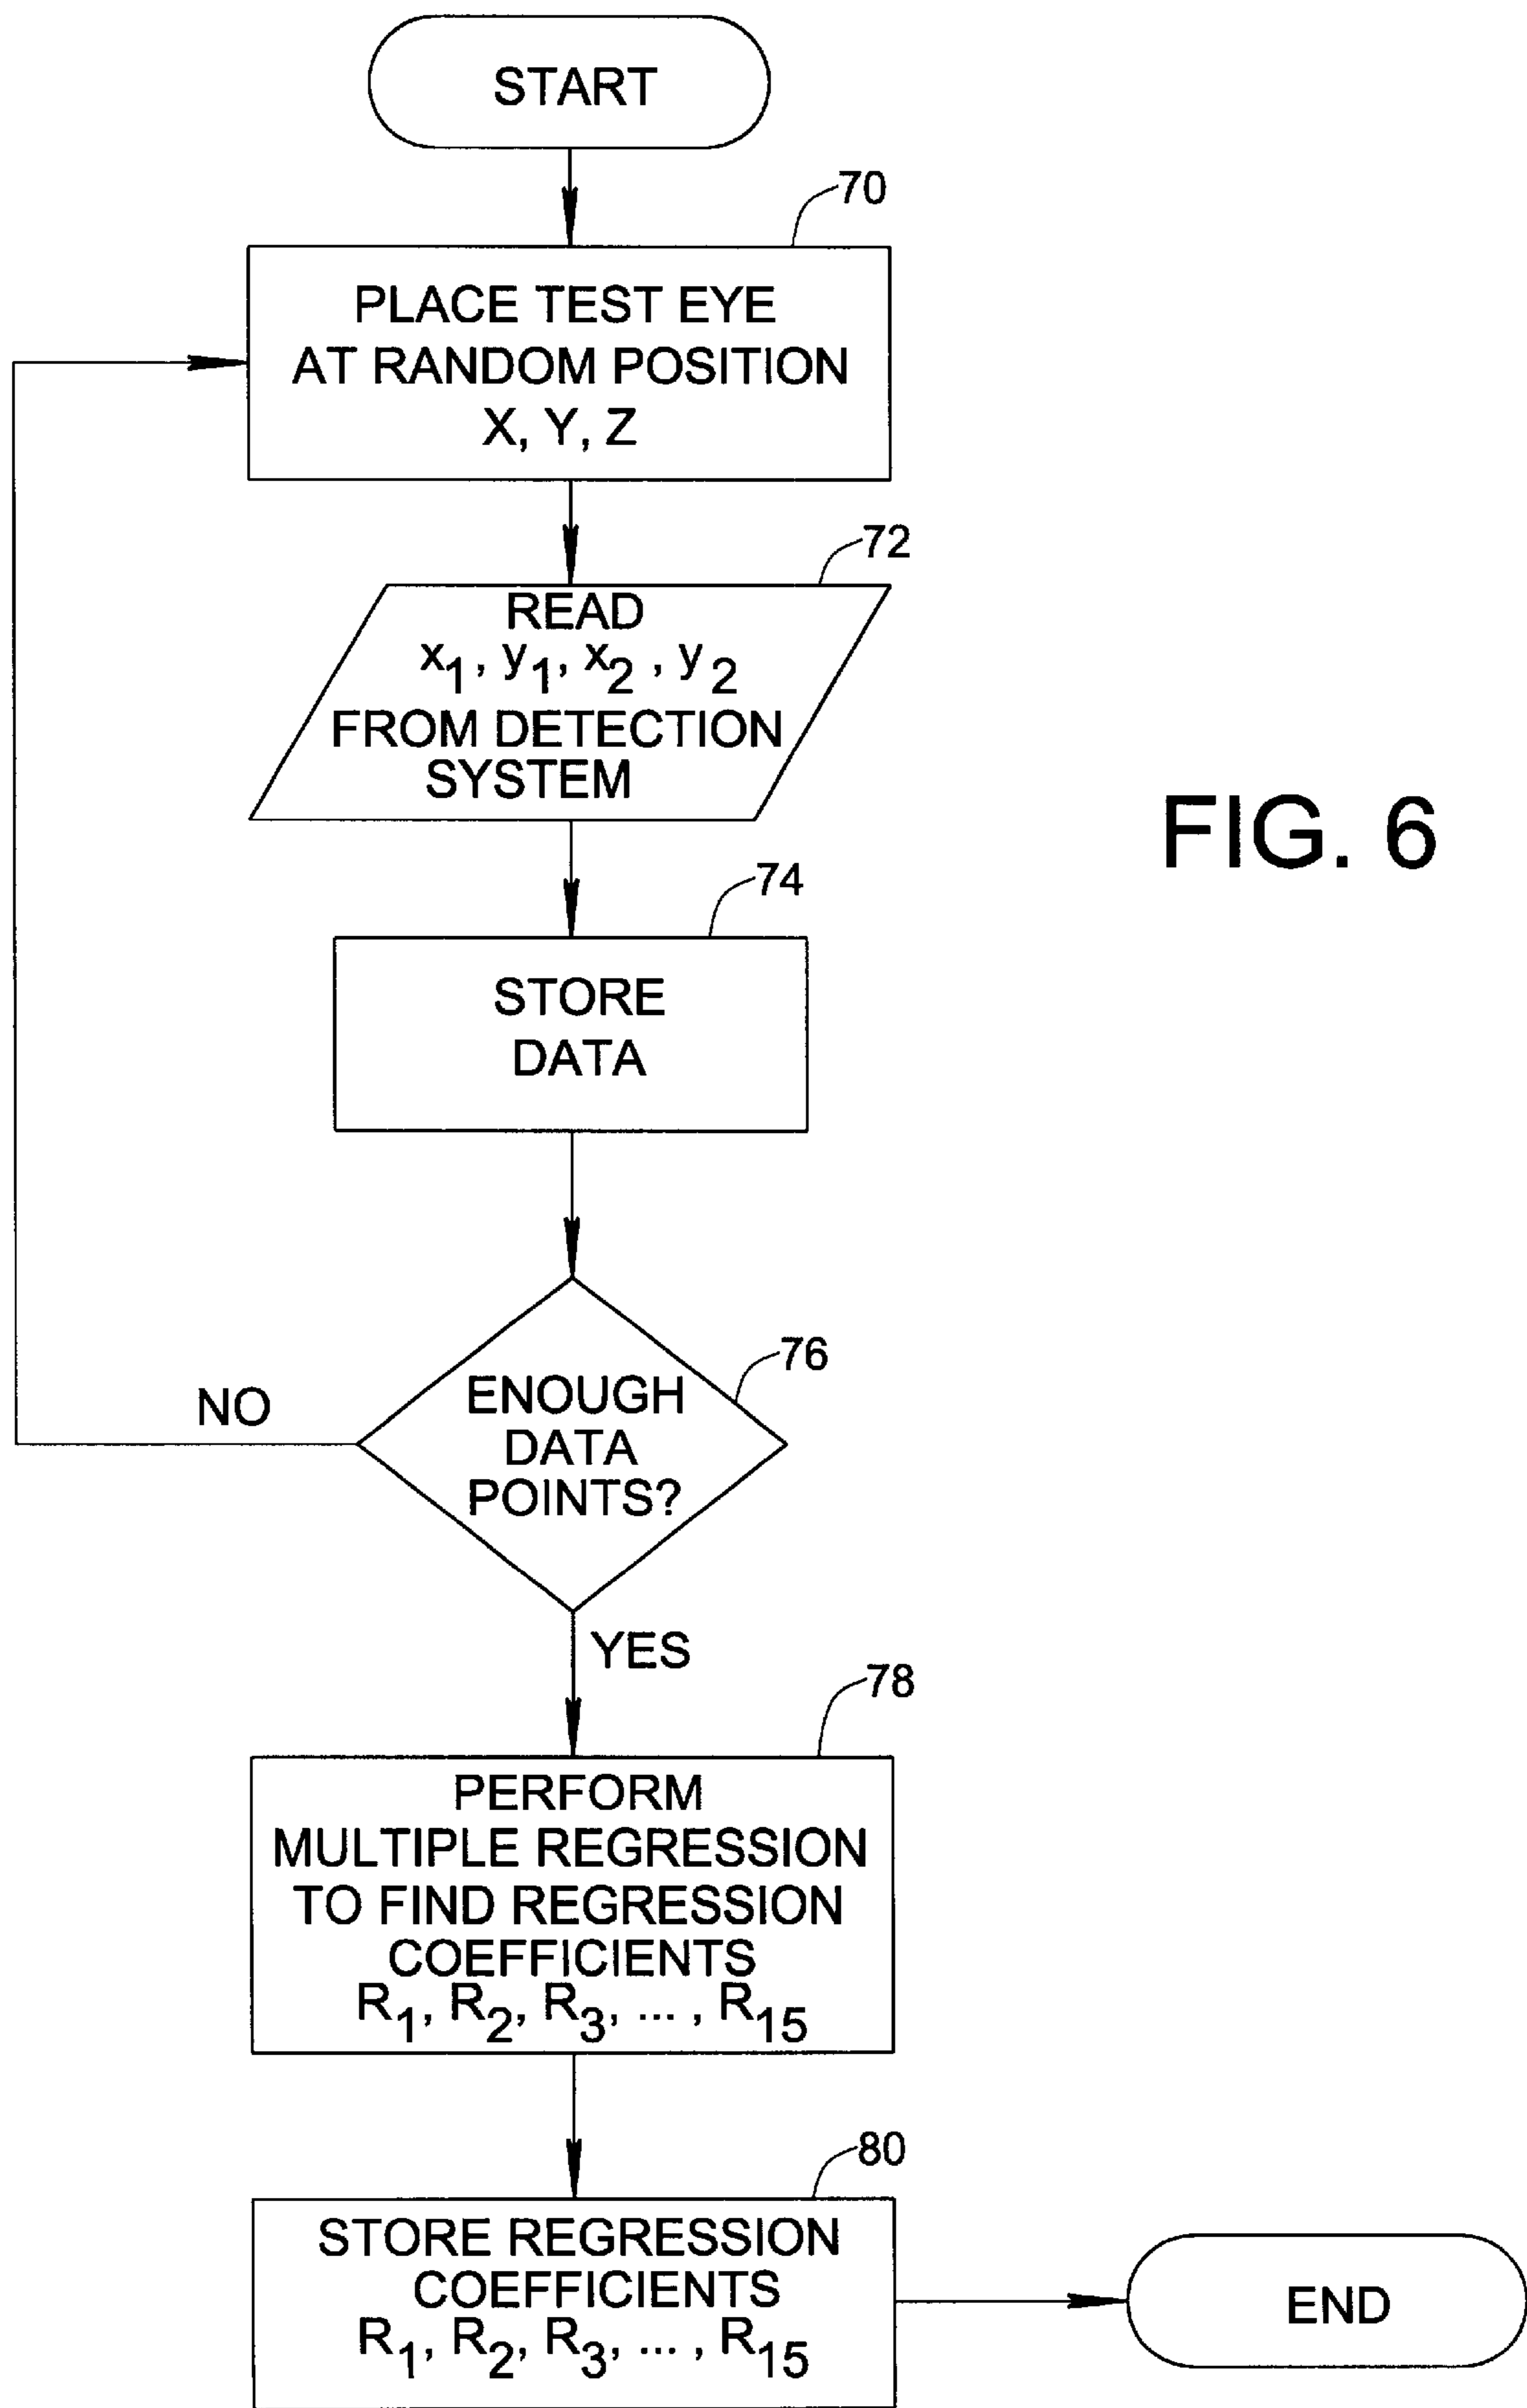 START
70
PLACE TEST EYE
AT RANDOM POSITION
X, Y, Z
72
READ
x₁, y₁, x₂ , y₂
FROM DETECTION
SYSTEM
FIG. 6
74
STORE
DATA
76
ENOUGH
DATA
POINTS?
NO
YES
78
PERFORM
MULTIPLE REGRESSION
TO FIND REGRESSION
COEFFICIENTS
R₁, R₂, R₃, ... , R₁₅
80
STORE REGRESSION
COEFFICIENTS
R₁, R₂, R₃, ... , R₁₅
END